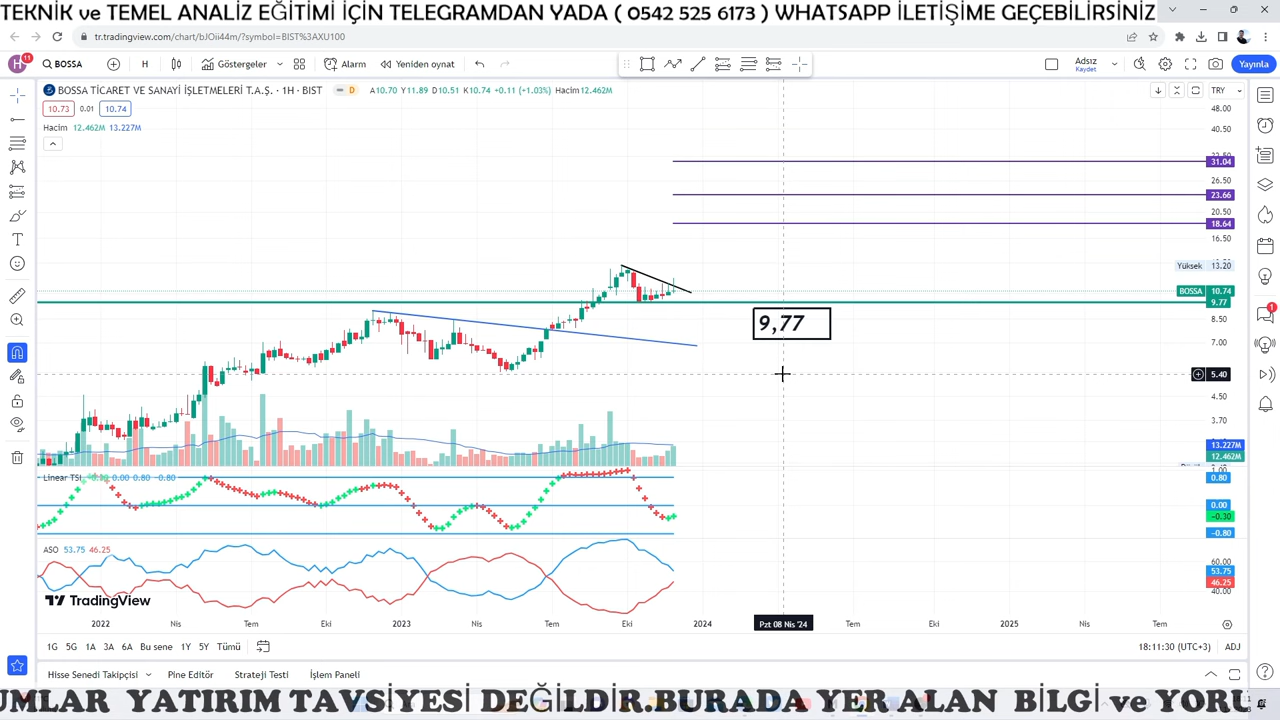 TEKNİK ve TEMEL ANALİZ EĞİTİMİ İÇİN TELEGRAMDAN YADA ( 0542 525 6173 ) WHATSAPP İLETİŞİME GEÇEBİLİRSİNİZ
tr.tradingview.com/chart/bJOii44m/?symbol=BIST%3AXU100
H 11 BOSSA H Göstergeler Alarm Yeniden oynat Adsız Kaydet Yayınla
BOSSA TİCARET VE SANAYİ İŞLETMELERİ T.A.Ş. · 1H · BIST D A10.70 Y11.89 D10.51 K10.74 +0.11 (+1.03%) Hacim12.462M TRY
10.73 0.01 10.74
Hacim 12.462M 13.227M
48.00
40.50
31.04
26.50
23.66
20.50
18.64
16.50
Yüksek 13.20
BOSSA 10.74
9.77
9,77
8.50
7.00
5.40
4.50
3.70
13.227M
12.462M
1.00
Linear TSI 0.00 0.80 -0.80
0.80
0.00
-0.30
-0.80
ASO 53.75 46.25
60.00
53.75
46.25
40.00
TradingView
2022 Nis Tem Eki 2023 Nis Tem Eki 2024 Pzt 08 Nis '24 Tem Eki 2025 Nis Tem
1G 5G 1A 3A 6A Bu sene 1Y 5Y Tümü 18:11:30 (UTC+3) ADJ
Hisse Senedi Takipçisi Pine Editör Strateji Testi İşlem Paneli
UMLAR YATIRIM TAVSİYESİ DEĞİLDİR.BURADA YER ALAN BİLGİ ve YORU